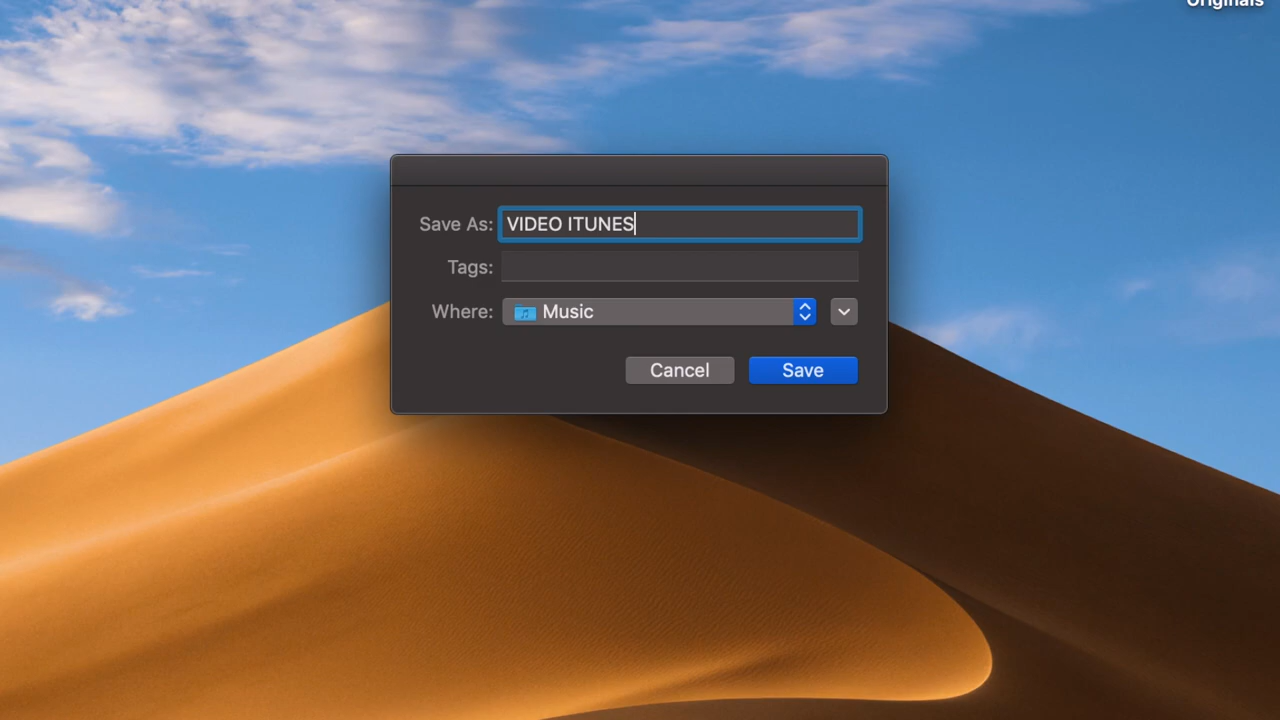 Originals
Save As: VIDEO ITUNES
Tags:
Where: Music
Cancel Save